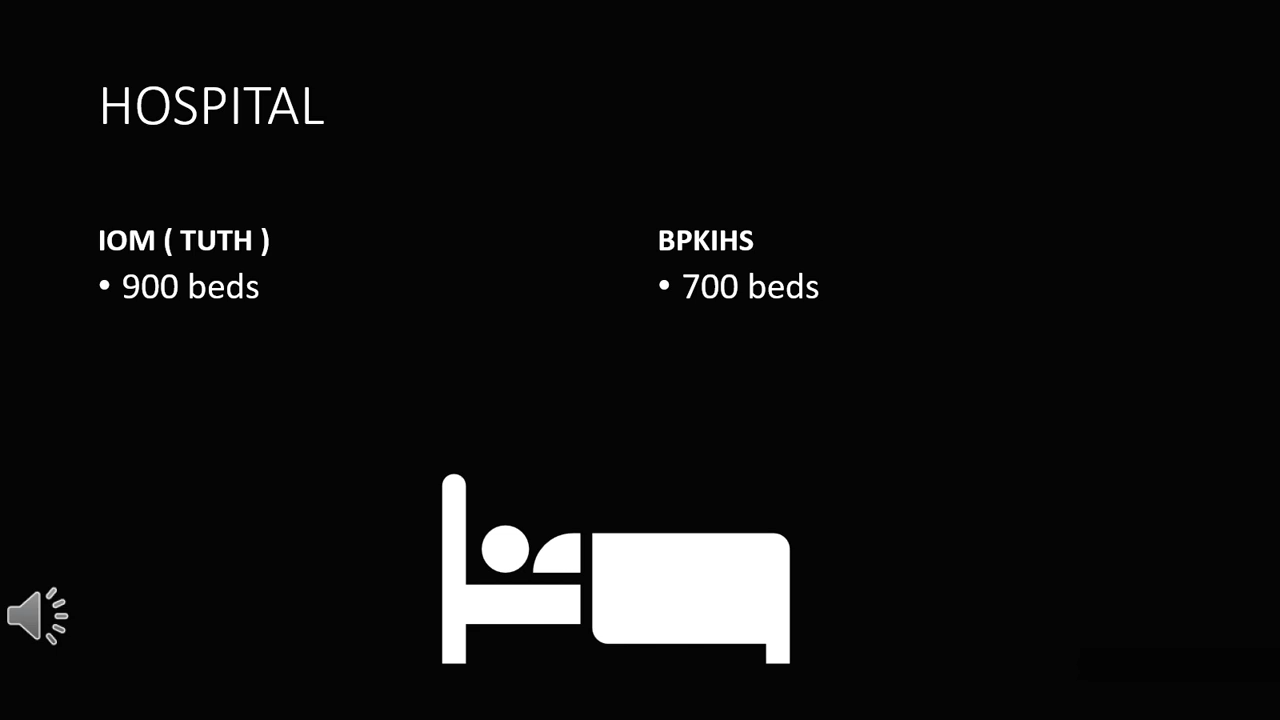 HOSPITAL
IOM ( TUTH )
• 900 beds
BPKIHS
• 700 beds